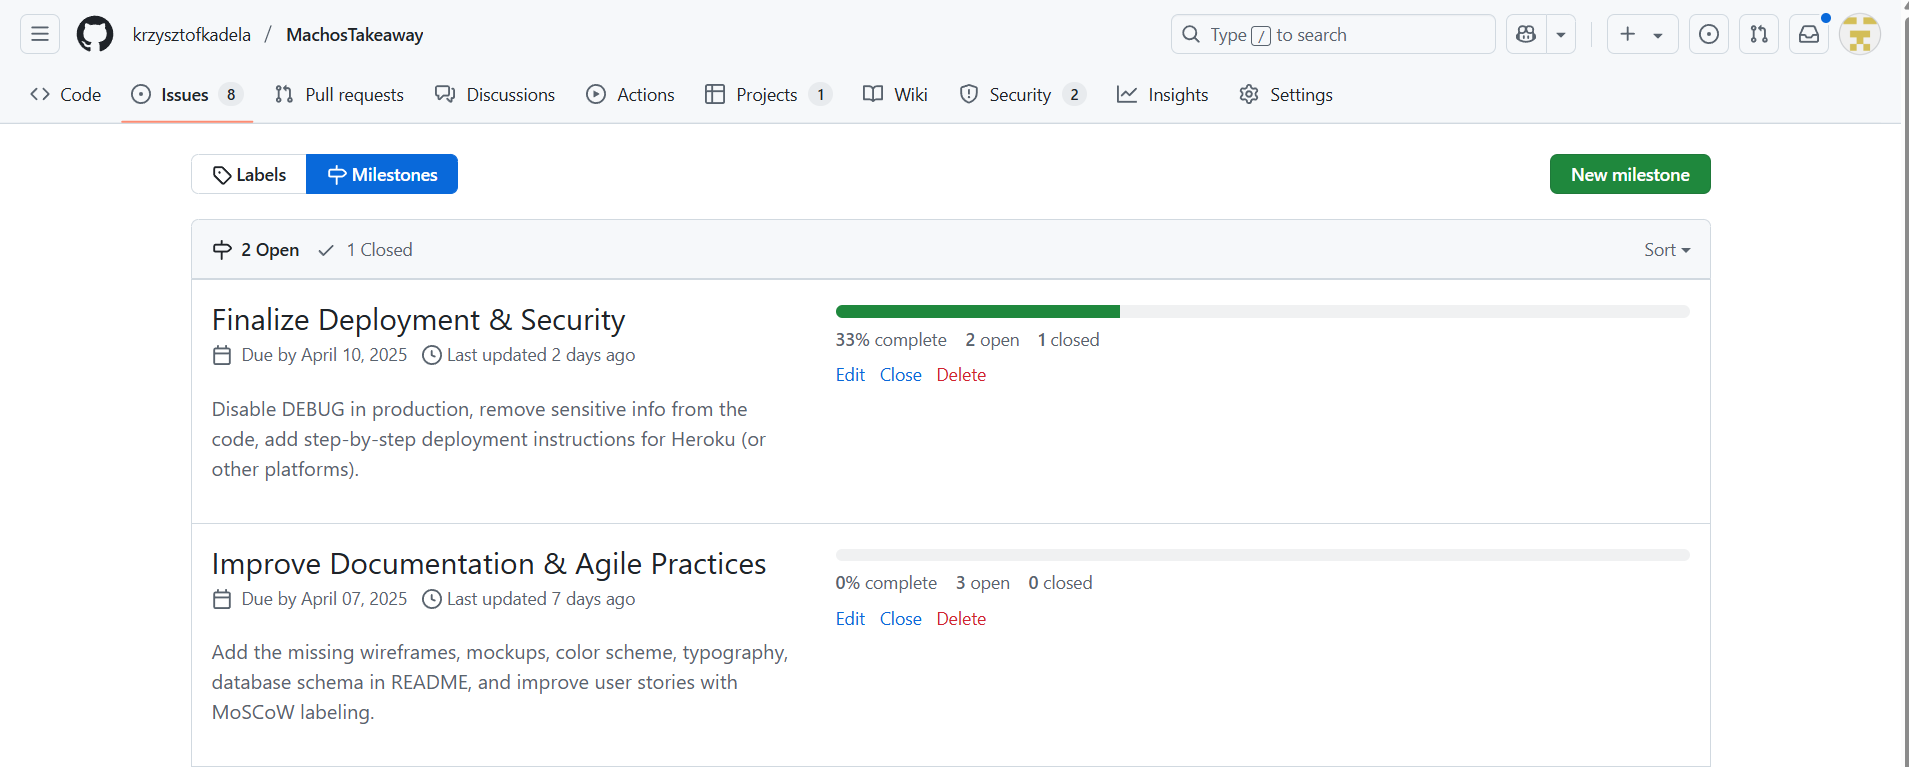 krzysztofkadela / MachosTakeaway
Type / to search
Code
Issues 8
Pull requests
Discussions
Actions
Projects 1
Wiki
Security 2
Insights
Settings
Labels
Milestones
New milestone
2 Open
1 Closed
Sort
Finalize Deployment & Security
Due by April 10, 2025 Last updated 2 days ago
Disable DEBUG in production, remove sensitive info from the
code, add step-by-step deployment instructions for Heroku (or
other platforms).
33% complete 2 open 1 closed
Edit Close Delete
Improve Documentation & Agile Practices
Due by April 07, 2025 Last updated 7 days ago
Add the missing wireframes, mockups, color scheme, typography,
database schema in README, and improve user stories with
MoSCoW labeling.
0% complete 3 open 0 closed
Edit Close Delete